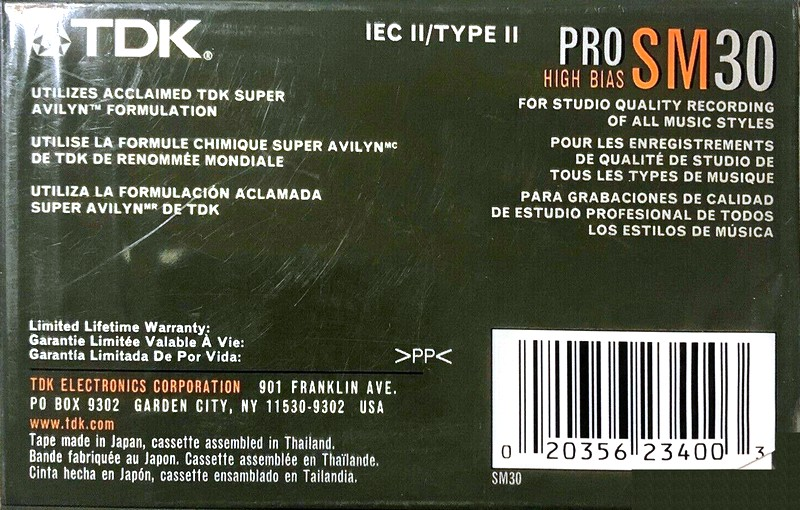 TDK®
IEC II/TYPE II
PRO
HIGH BIAS
SM30
UTILIZES ACCLAIMED TDK SUPER
AVILYN™ FORMULATION
UTILISE LA FORMULE CHIMIQUE SUPER AVILYNᴹᶜ
DE TDK DE RENOMMÉE MONDIALE
UTILIZA LA FORMULACIÓN ACLAMADA
SUPER AVILYNᴹᴿ DE TDK
FOR STUDIO QUALITY RECORDING
OF ALL MUSIC STYLES
POUR LES ENREGISTREMENTS
DE QUALITÉ DE STUDIO DE
TOUS LES TYPES DE MUSIQUE
PARA GRABACIONES DE CALIDAD
DE ESTUDIO PROFESIONAL DE TODOS
LOS ESTILOS DE MÚSICA
Limited Lifetime Warranty:
Garantie Limitée Valable À Vie:
Garantía Limitada De Por Vida:
>PP<
TDK ELECTRONICS CORPORATION 901 FRANKLIN AVE.
PO BOX 9302 GARDEN CITY, NY 11530-9302 USA
www.tdk.com
Tape made in Japan, cassette assembled in Thailand.
Bande fabriquée au Japon. Cassette assemblée en Thaïlande.
Cinta hecha en Japón, cassette ensamblado en Tailandia.
0 20356 23400 3
SM30